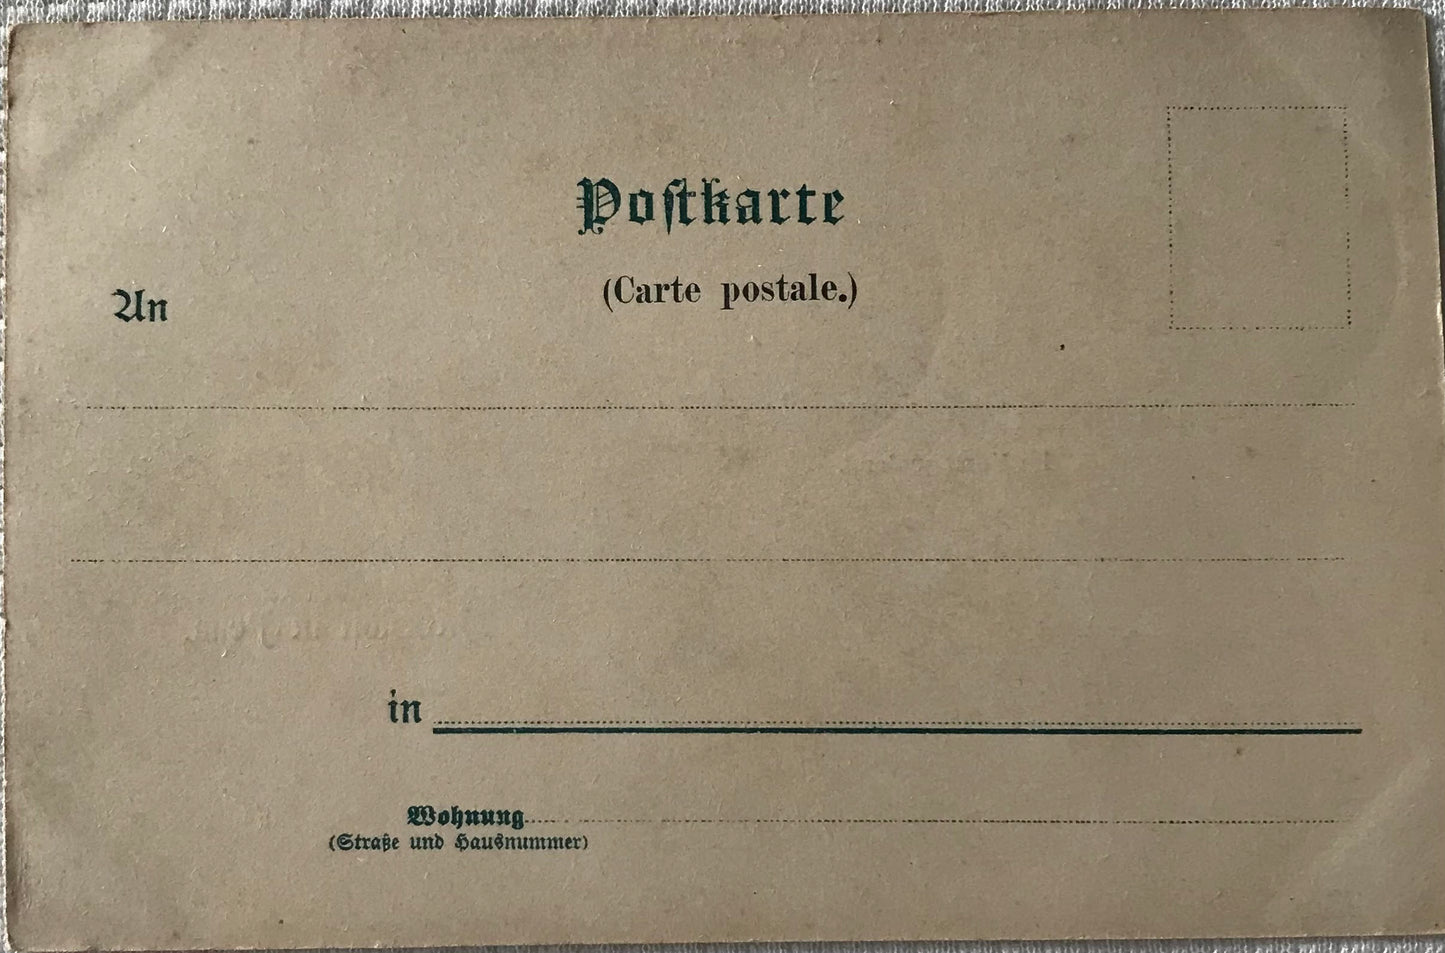 Postkarte
(Carte postale.)
An
in
Wohnung
(Straße und Hausnummer)